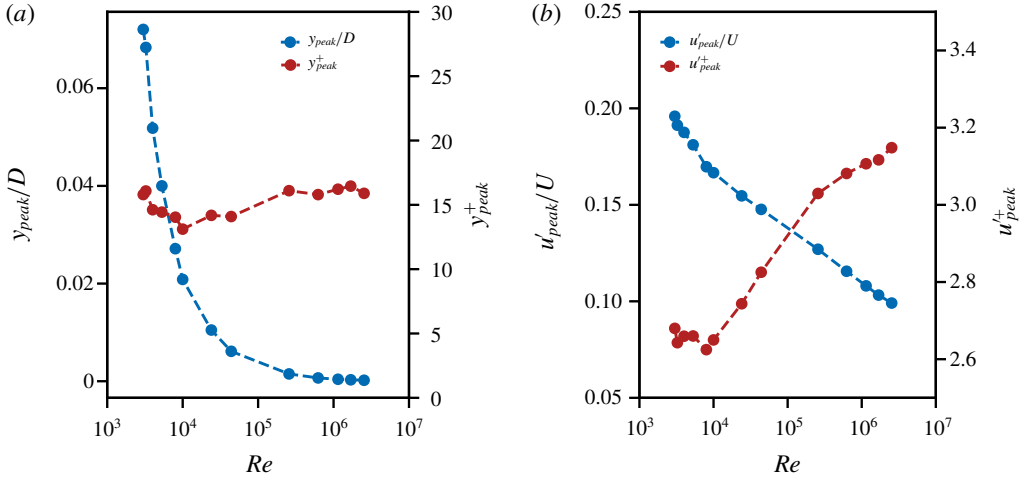 (a)
y_peak/D
y^+_peak
0.06
0.04
0.02
0
y_peak/D
30
25
20
15
10
5
0
y^+_peak
10^3
10^4
10^5
10^6
10^7
Re
(b)
u'_peak/U
u'^+_peak
0.25
0.20
0.15
0.10
0.05
u'_peak/U
3.4
3.2
3.0
2.8
2.6
u'^+_peak
10^3
10^4
10^5
10^6
10^7
Re